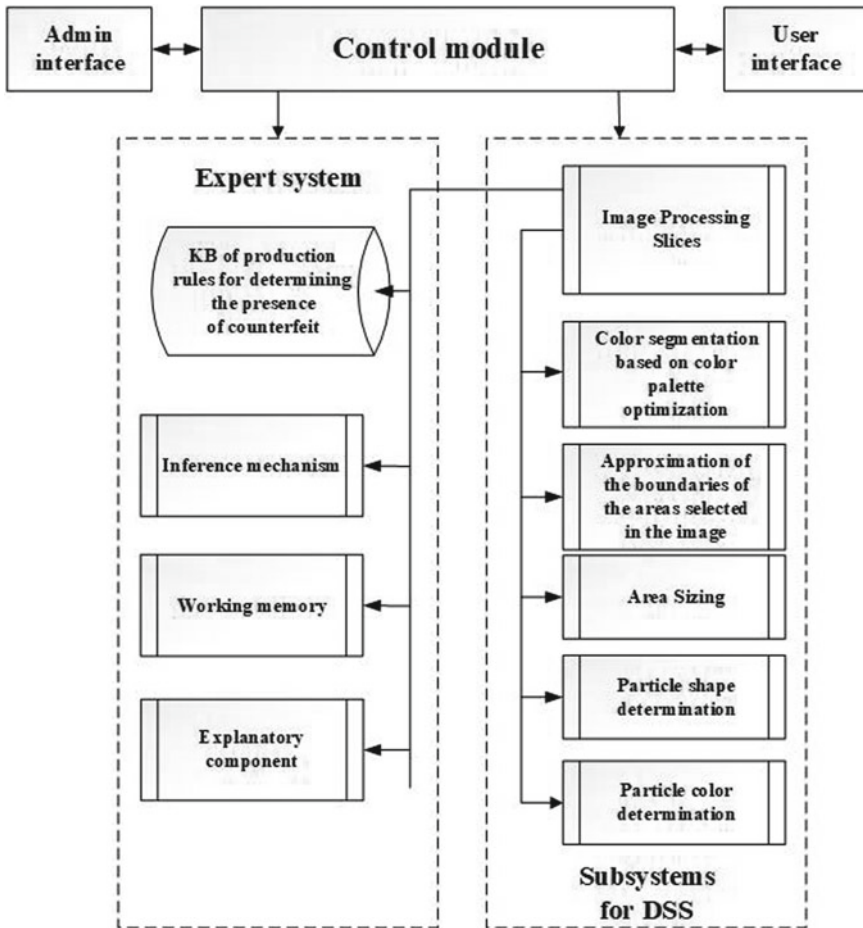 Admin
interface
Control module
User
interface
Expert system
KB of production
rules for determining
the presence
of counterfeit
Inference mechanism
Working memory
Explanatory
component
Image Processing
Slices
Color segmentation
based on color
palette
optimization
Approximation of
the boundaries of
the areas selected
in the image
Area Sizing
Particle shape
determination
Particle color
determination
Subsystems
for DSS